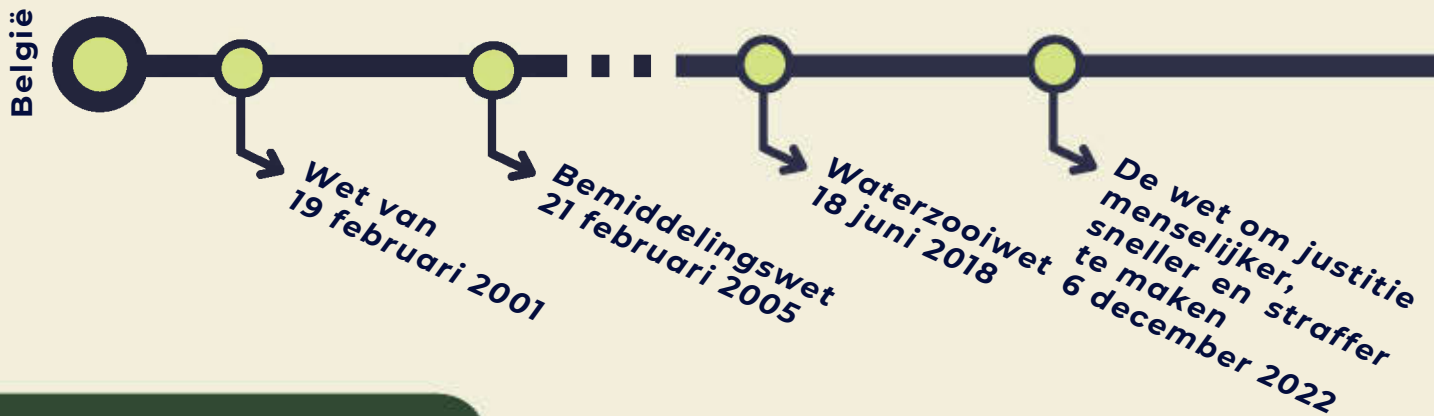 België
Wet van
19 februari 2001
Bemiddelingswet
21 februari 2005
Waterzooiwet
18 juni 2018
De wet om justitie
menselijker,
sneller en straffer
te maken
6 december 2022